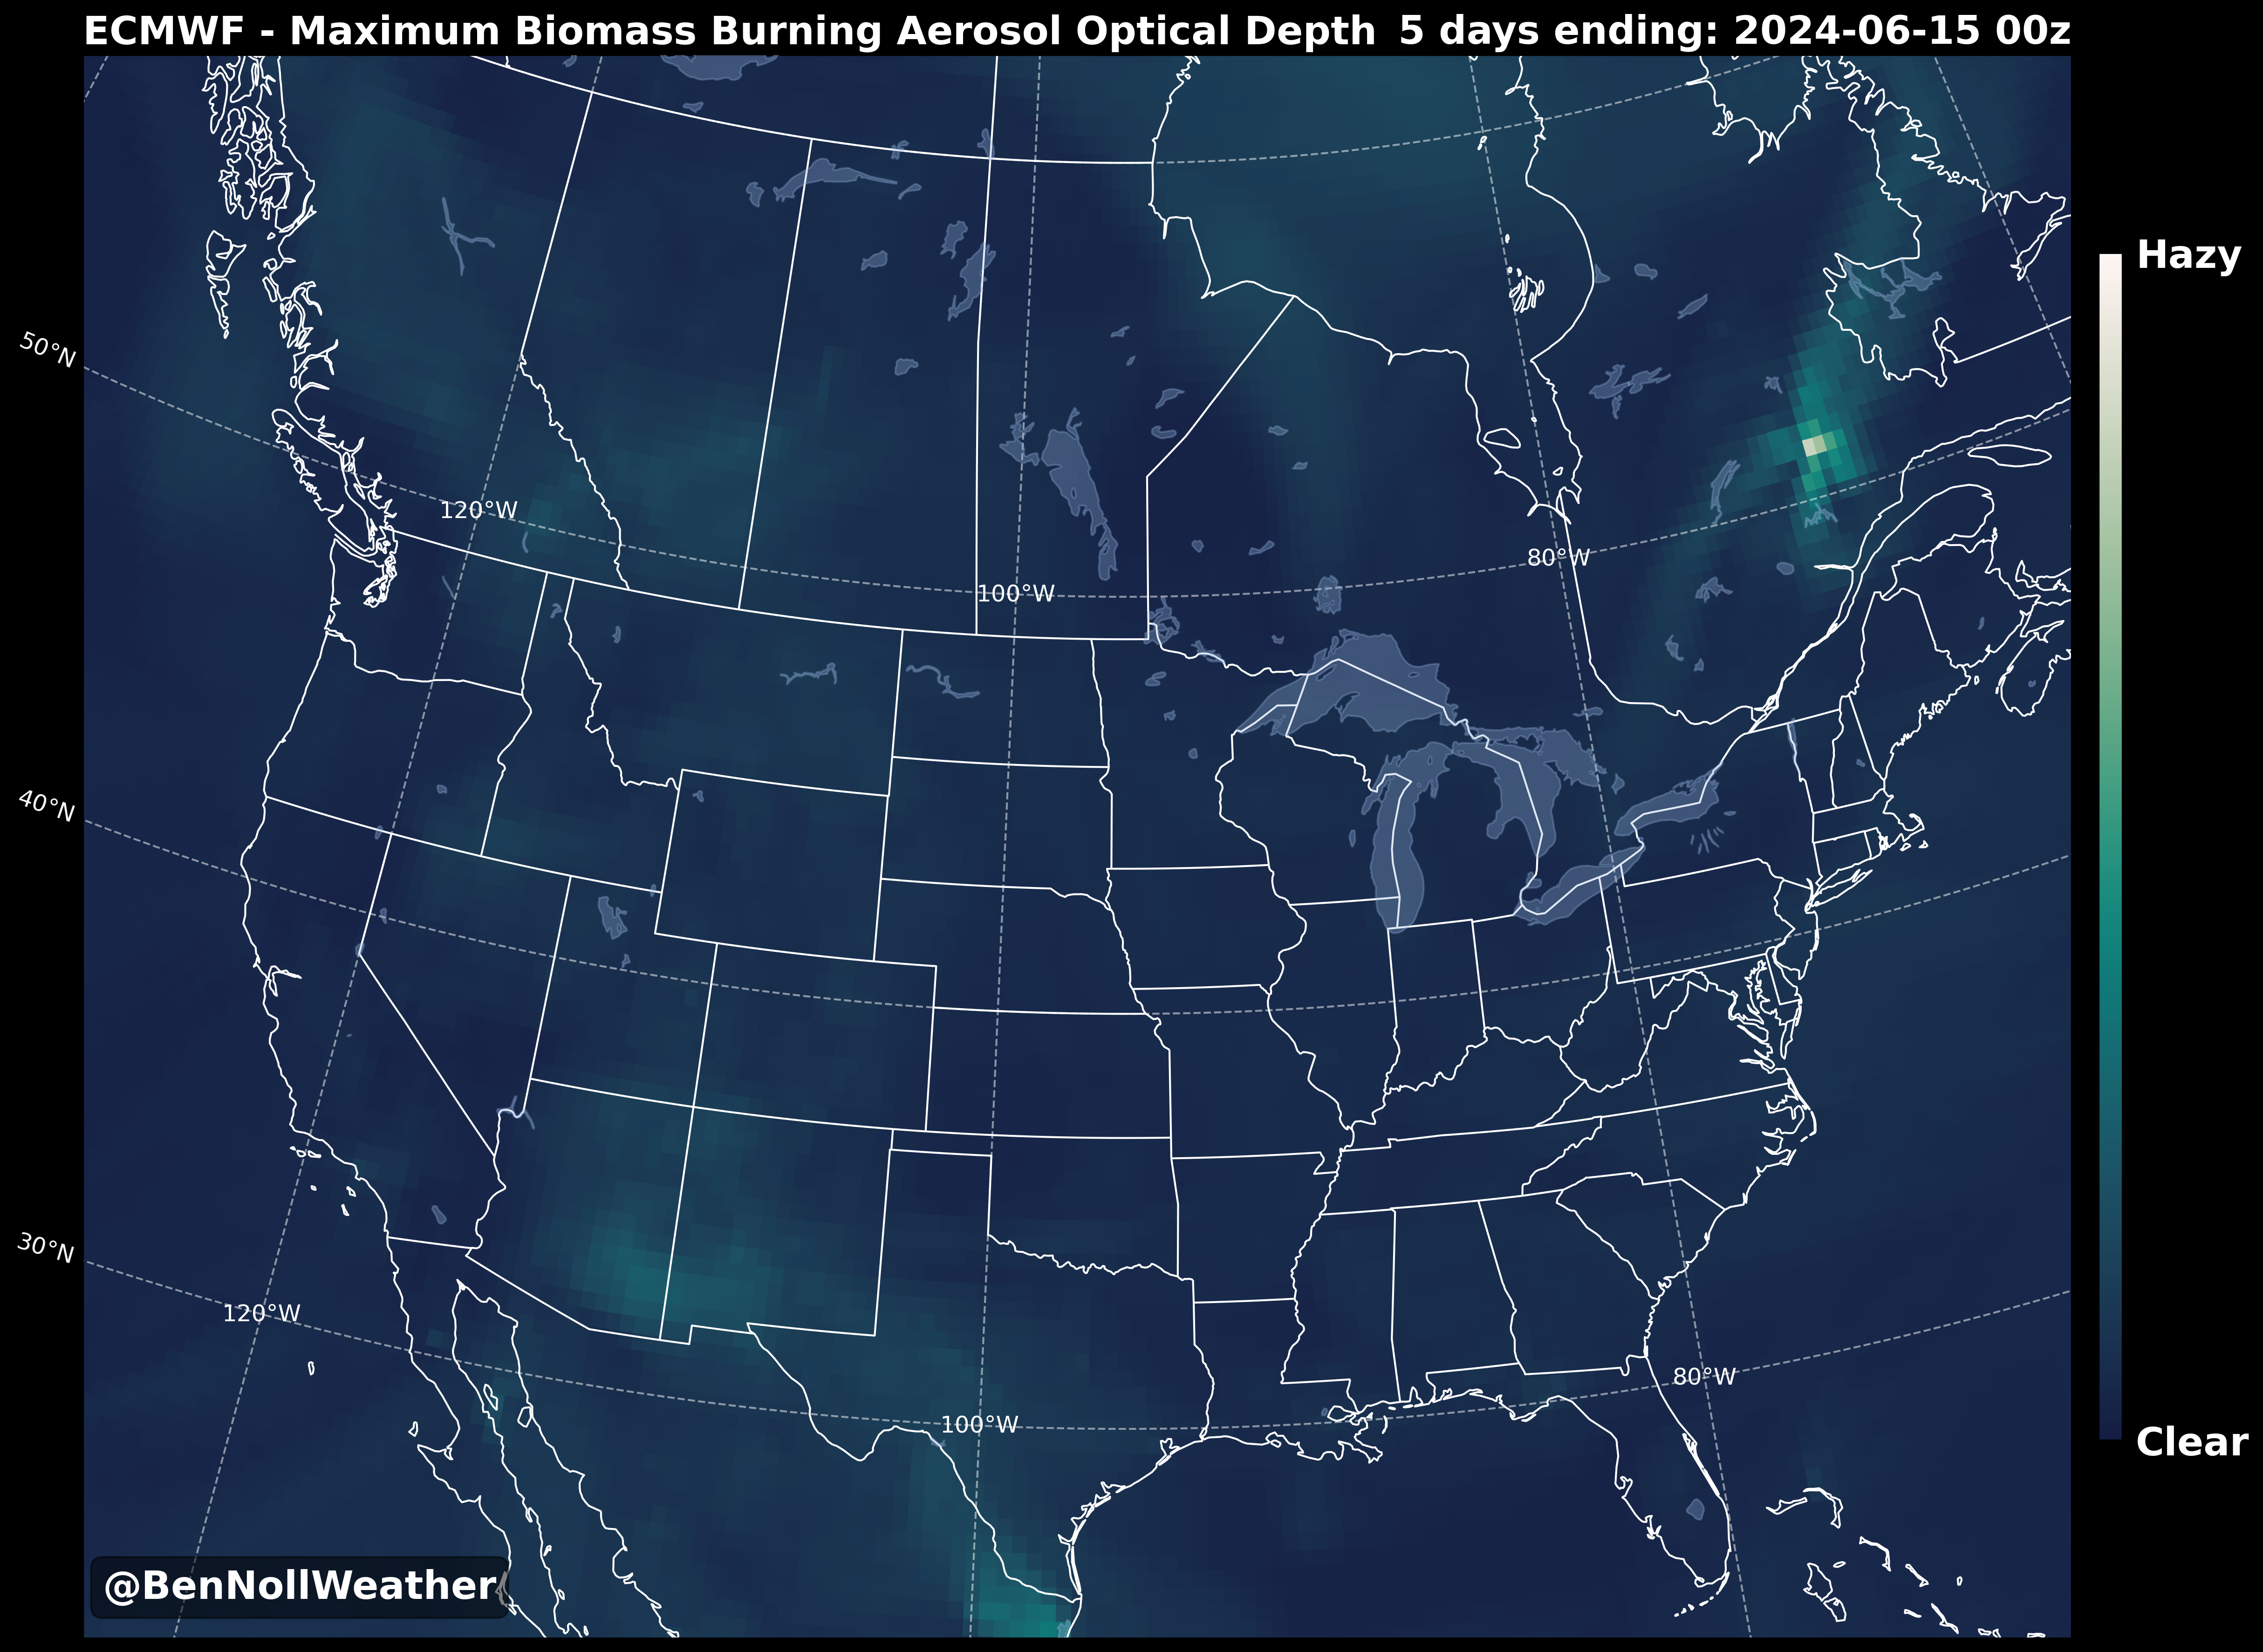 ECMWF - Maximum Biomass Burning Aerosol Optical Depth 5 days ending: 2024-06-15 00z
Hazy
50°N
120°W
80°W
100°W
40°N
30°N
120°W
80°W
100°W
Clear
@BenNollWeather